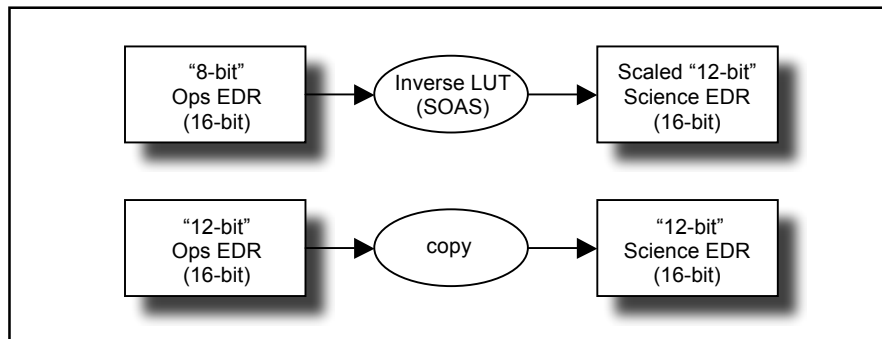 “8-bit”
Ops EDR
(16-bit)
Inverse LUT
(SOAS)
Scaled “12-bit”
Science EDR
(16-bit)
“12-bit”
Ops EDR
(16-bit)
copy
“12-bit”
Science EDR
(16-bit)